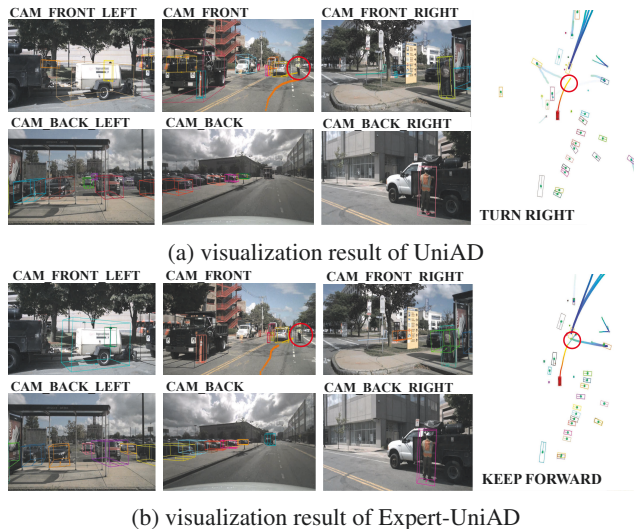 CAM_FRONT_LEFT CAM_FRONT CAM_FRONT_RIGHT
CAM_BACK_LEFT CAM_BACK CAM_BACK_RIGHT
TURN RIGHT
(a) visualization result of UniAD
CAM_FRONT_LEFT CAM_FRONT CAM_FRONT_RIGHT
CAM_BACK_LEFT CAM_BACK CAM_BACK_RIGHT
KEEP FORWARD
(b) visualization result of Expert-UniAD